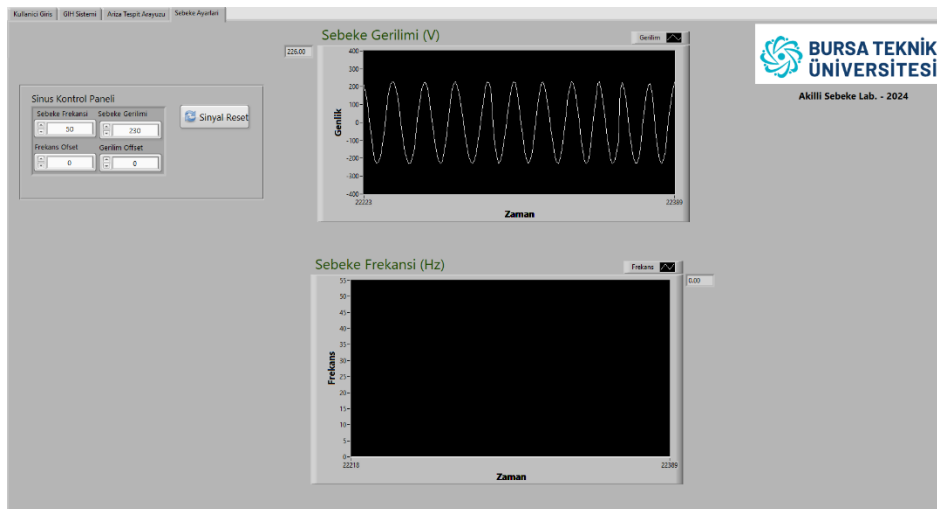 Kullanici Giris GIH Sistemi Ariza Tespit Arayuzu Sebeke Ayarlari
Sebeke Gerilimi (V)
Gerilim
226.00
BURSA TEKNİK
ÜNİVERSİTESİ
Akilli Sebeke Lab. - 2024
Sinus Kontrol Paneli
Sebeke Frekansi Sebeke Gerilimi
50 230
Frekans Ofset Gerilim Offset
0 0
Sinyal Reset
Genlik
400
300
200
100
0
-100
-200
-300
-400
22223 22389
Zaman
Sebeke Frekansi (Hz)
Frekans
0.00
Frekans
55
50
45
40
35
30
25
20
15
10
5
0
22210 22389
Zaman